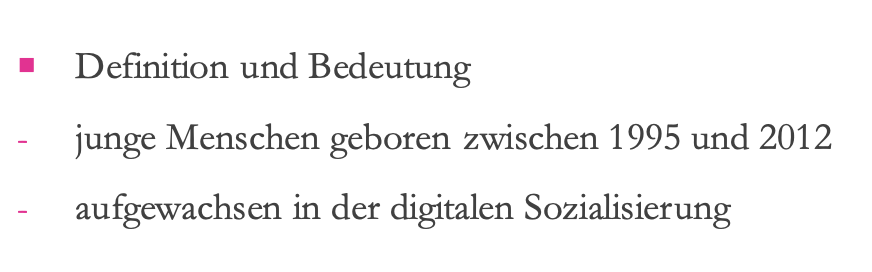 ▪ Definition und Bedeutung
- junge Menschen geboren zwischen 1995 und 2012
- aufgewachsen in der digitalen Sozialisierung